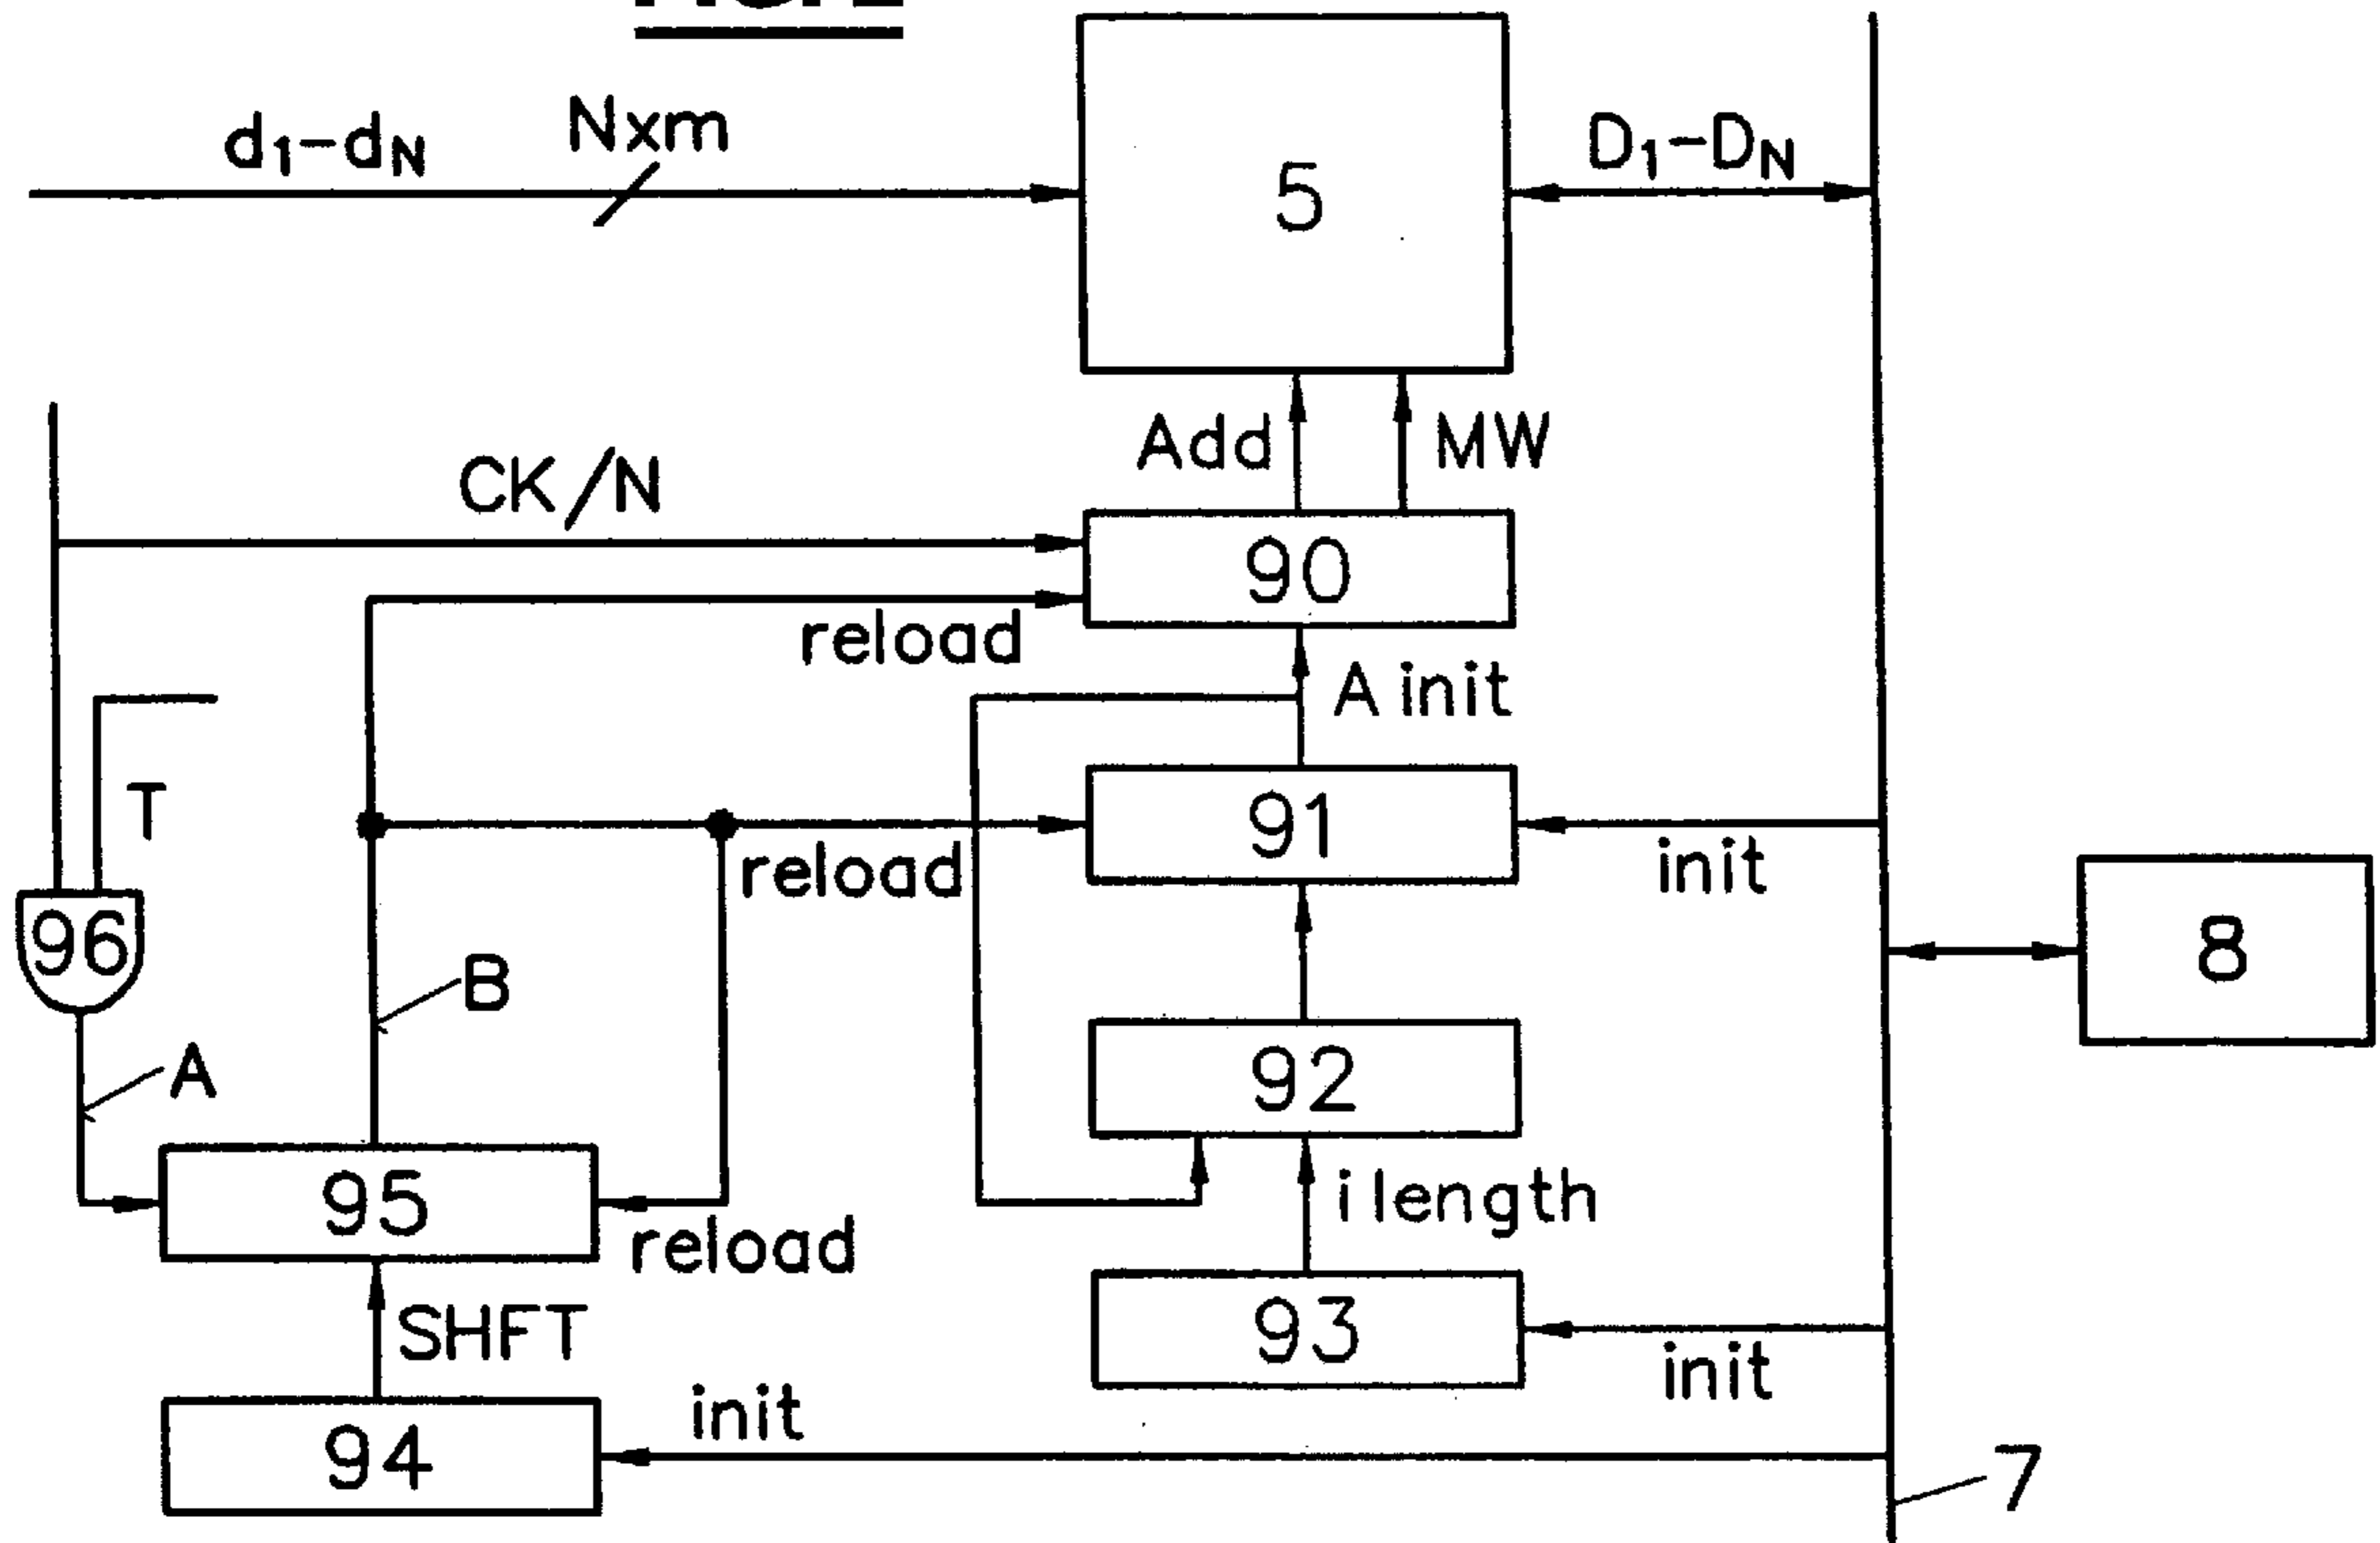 d1-dN
Nxm
5
D1-DN
Add
MW
CK/N
90
reload
A init
T
91
reload
init
96
8
B
92
A
95
i length
reload
SHFT
93
init
94
init
7